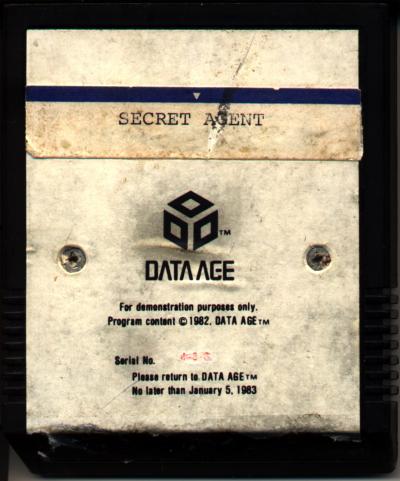 SECRET AGENT
TM
DATA AGE
For demonstration purposes only.
Program content © 1982, DATA AGE TM
Serial No.
Please return to DATA AGE TM
No later than January 5, 1983